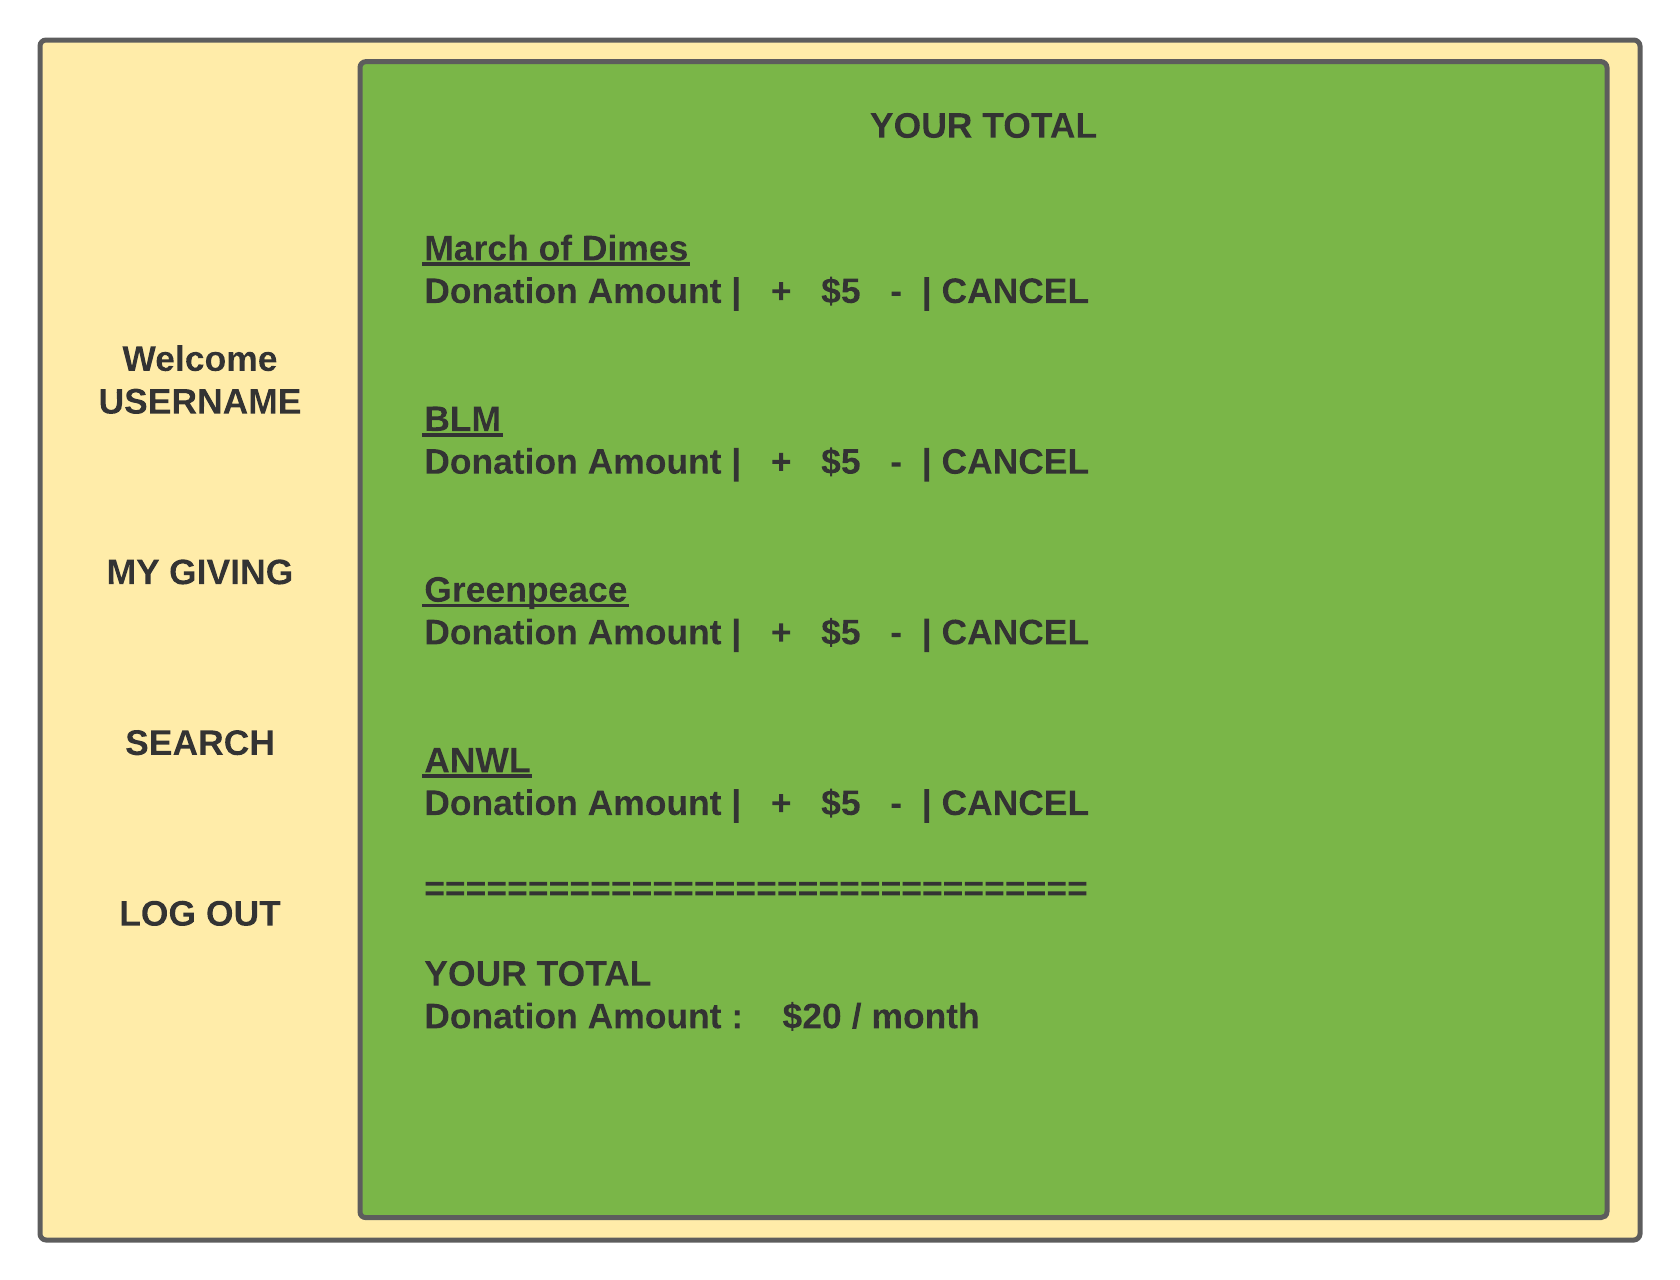 Welcome
USERNAME
MY GIVING
SEARCH
LOG OUT
YOUR TOTAL
March of Dimes
Donation Amount | + $5 - | CANCEL
BLM
Donation Amount | + $5 - | CANCEL
Greenpeace
Donation Amount | + $5 - | CANCEL
ANWL
Donation Amount | + $5 - | CANCEL
================================
YOUR TOTAL
Donation Amount : $20 / month